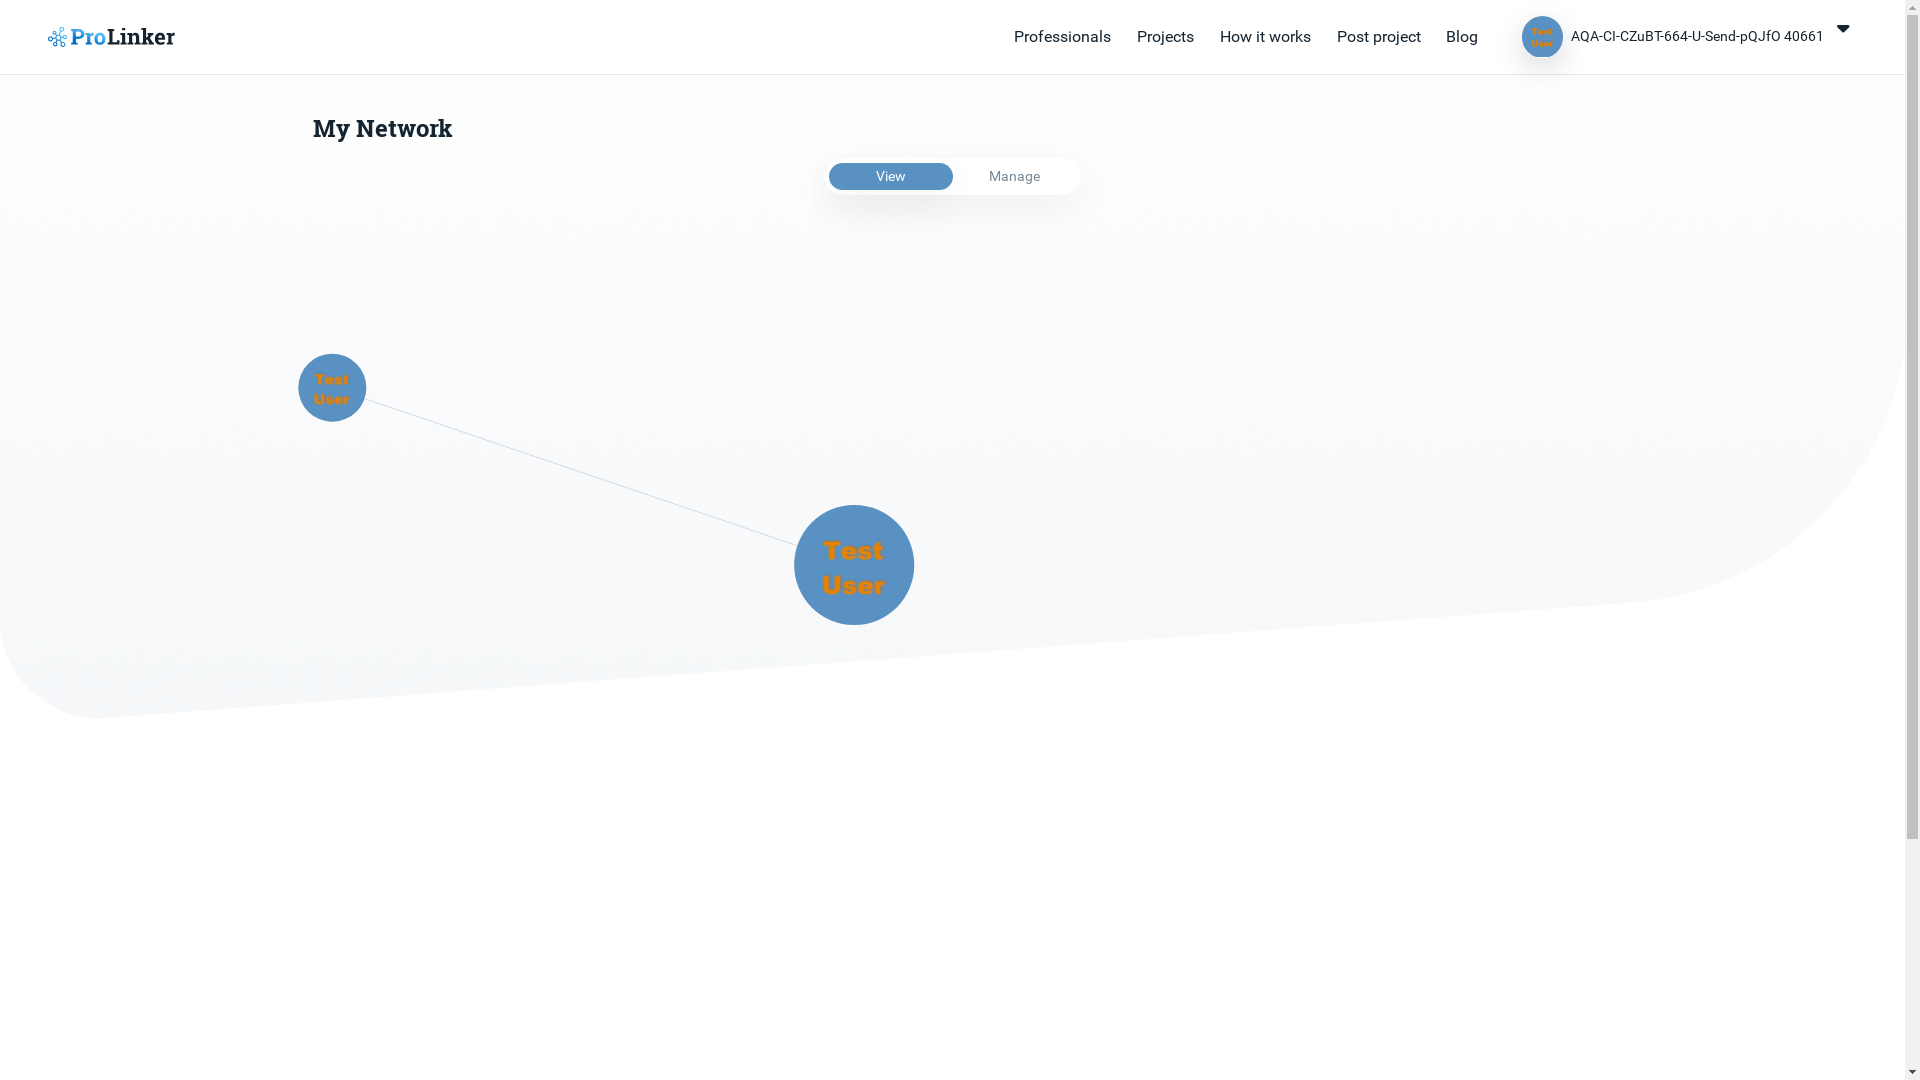 ProLinker
Professionals
Projects
How it works
Post project
Blog
Test
User
AQA-CI-CZuBT-664-U-Send-pQJfO 40661
My Network
View
Manage
Test
User
Test
User